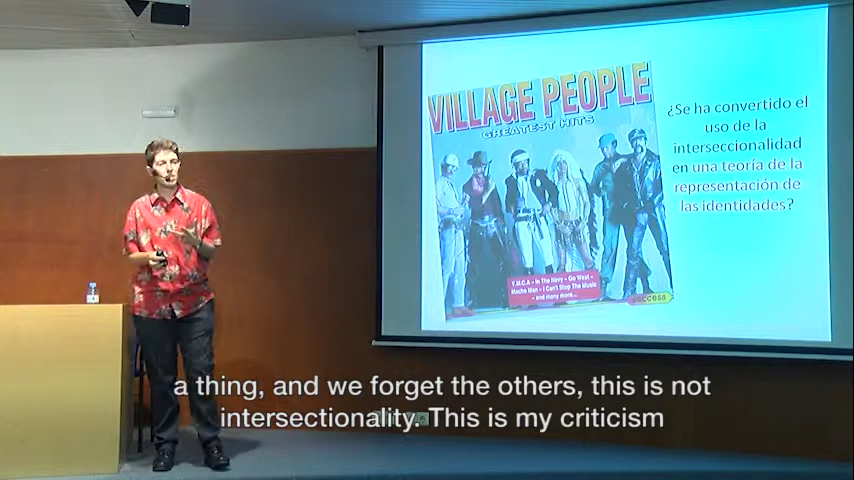 VILLAGE PEOPLE
GREATEST HITS
Y.M.C.A – In The Navy – Go West –
Macho Man – I Can't Stop The Music
– and many more...
success
¿Se ha convertido el
uso de la
interseccionalidad
en una teoría de la
representación de
las identidades?
a thing, and we forget the others, this is not
intersectionality. This is my criticism